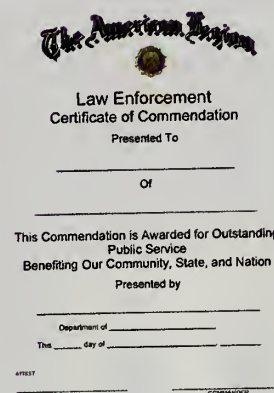 The American Legion
Law Enforcement
Certificate of Commendation
Presented To
Of
This Commendation is Awarded for Outstanding
Public Service
Benefiting Our Community, State, and Nation
Presented by
Department of
This day of
ATTEST
COMMANDER